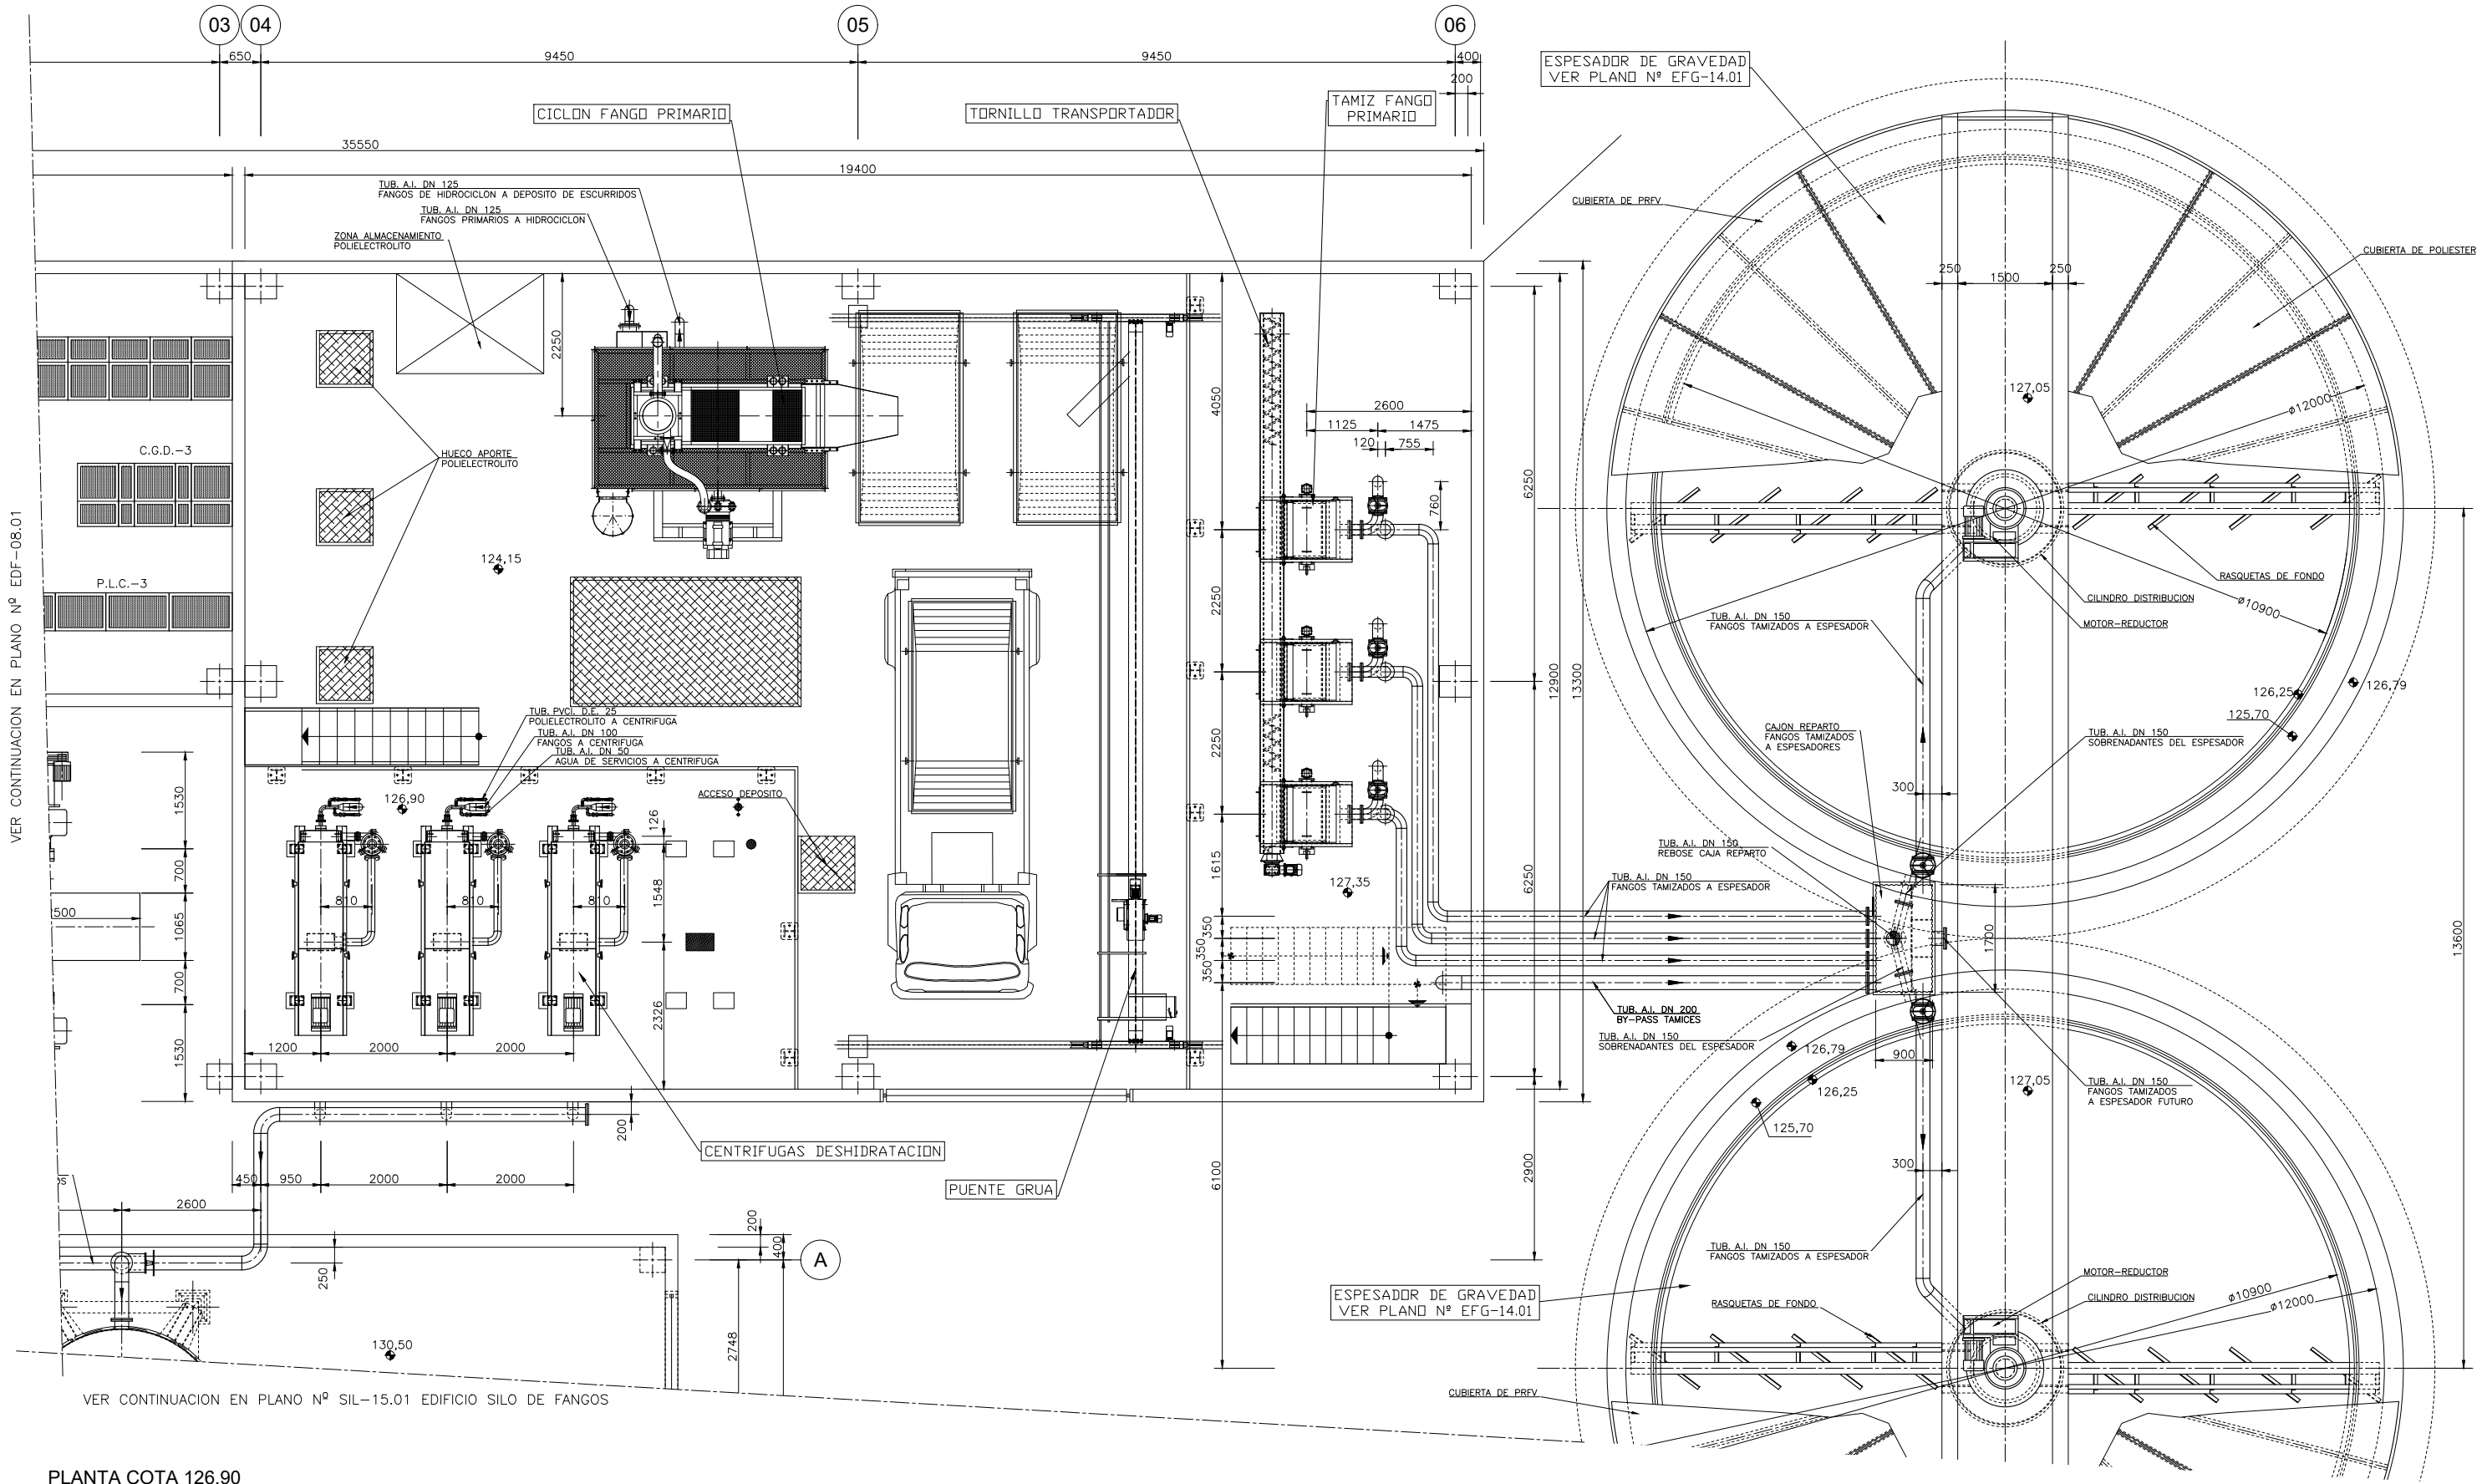 03
04
05
06
650
9450
9450
400
200
ESPESADOR DE GRAVEDAD
VER PLANO Nº EFG-14.01
CICLON FANGO PRIMARIO
TORNILLO TRANSPORTADOR
TAMIZ FANGO
PRIMARIO
35550
19400
TUB. A.I. DN 125
FANGOS DE HIDROCICLON A DEPOSITO DE ESCURRIDOS
TUB. A.I. DN 125
FANGOS PRIMARIOS A HIDROCICLON
ZONA ALMACENAMIENTO
POLIELECTROLITO
CUBIERTA DE PRFV
CUBIERTA DE POLIESTER
250
1500
250
2250
4050
127,05
ø12000
2600
1125
1475
120
755
760
6250
C.G.D.-3
HUECO APORTE
POLIELECTROLITO
VER CONTINUACION EN PLANO Nº EDF-08.01
124,15
P.L.C.-3
2250
RASQUETAS DE FONDO
CILINDRO DISTRIBUCION
ø10900
MOTOR-REDUCTOR
TUB. A.I. DN 150
FANGOS TAMIZADOS A ESPESADOR
12900
13300
126,25
126,79
125,70
TUB. PVC. D.E. 25
POLIELECTROLITO A CENTRIFUGA
TUB. A.I. DN 100
FANGOS A CENTRIFUGA
TUB. A.I. DN 50
AGUA DE SERVICIOS A CENTRIFUGA
2250
CAJON REPARTO
FANGOS TAMIZADOS
A ESPESADORES
TUB. A.I. DN 150
SOBRENADANTES DEL ESPESADOR
1530
126,90
ACCESO DEPOSITO
126
300
700
TUB. A.I. DN 150
REBOSE CAJA REPARTO
1615
127,35
TUB. A.I. DN 150
FANGOS TAMIZADOS A ESPESADOR
6250
500
1065
810
810
810
1548
350
350
350
1700
13600
700
2326
TUB. A.I. DN 200
BY-PASS TAMICES
TUB. A.I. DN 150
SOBRENADANTES DEL ESPESADOR
126,79
900
1530
1200
2000
2000
126,25
127,05
TUB. A.I. DN 150
FANGOS TAMIZADOS
A ESPESADOR FUTURO
125,70
200
CENTRIFUGAS DESHIDRATACION
PUENTE GRUA
6100
2900
300
450
950
2000
2000
2600
200
400
A
250
TUB. A.I. DN 150
FANGOS TAMIZADOS A ESPESADOR
MOTOR-REDUCTOR
CILINDRO DISTRIBUCION
ESPESADOR DE GRAVEDAD
VER PLANO Nº EFG-14.01
RASQUETAS DE FONDO
ø10900
ø12000
130,50
2748
CUBIERTA DE PRFV
VER CONTINUACION EN PLANO Nº SIL-15.01 EDIFICIO SILO DE FANGOS
PLANTA COTA 126.90